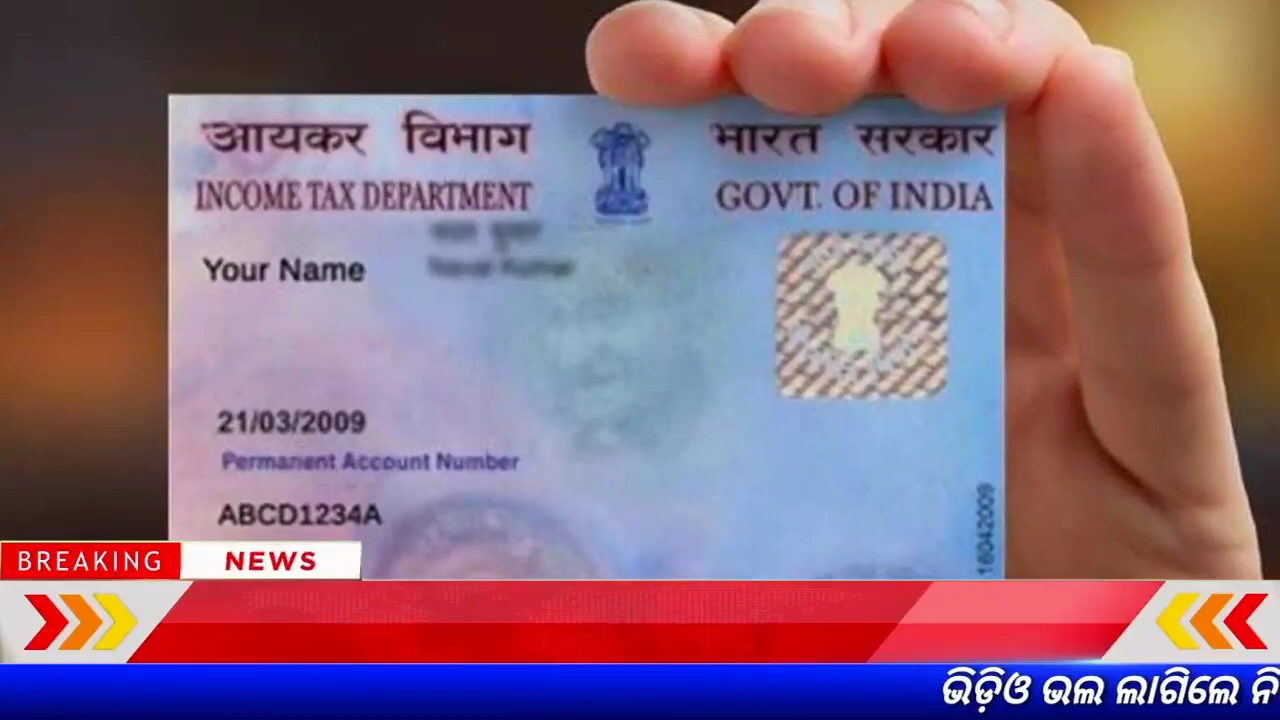 आयकर विभाग
भारत सरकार
INCOME TAX DEPARTMENT
GOVT. OF INDIA
Your Name
21/03/2009
Permanent Account Number
ABCD1234A
16042009
BREAKING NEWS
ଭିଡ଼ିଓ ଭଲ ଲାଗିଲେ ନି